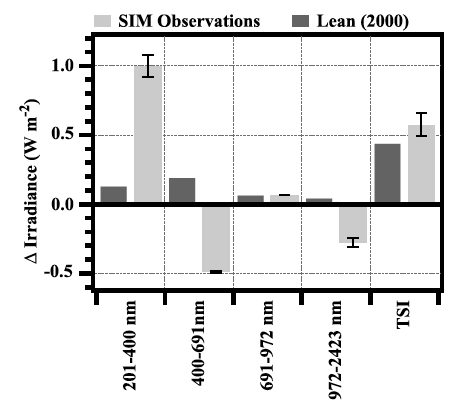 SIM Observations
Lean (2000)
Δ Irradiance (W m-2)
1.0
0.5
0.0
-0.5
201-400 nm
400-691nm
691-972 nm
972-2423 nm
TSI